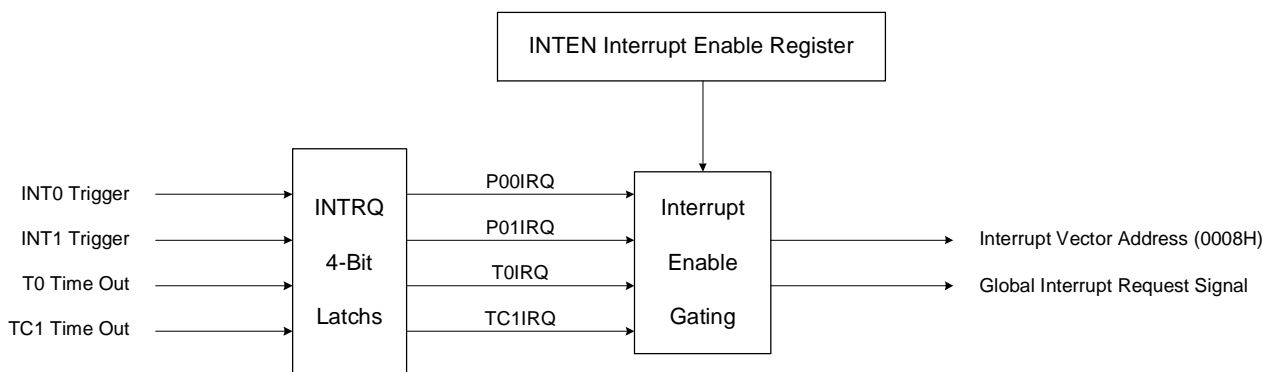 INTEN Interrupt Enable Register
INT0 Trigger
INT1 Trigger
T0 Time Out
TC1 Time Out
INTRQ
4-Bit
Latchs
P00IRQ
P01IRQ
T0IRQ
TC1IRQ
Interrupt
Enable
Gating
Interrupt Vector Address (0008H)
Global Interrupt Request Signal